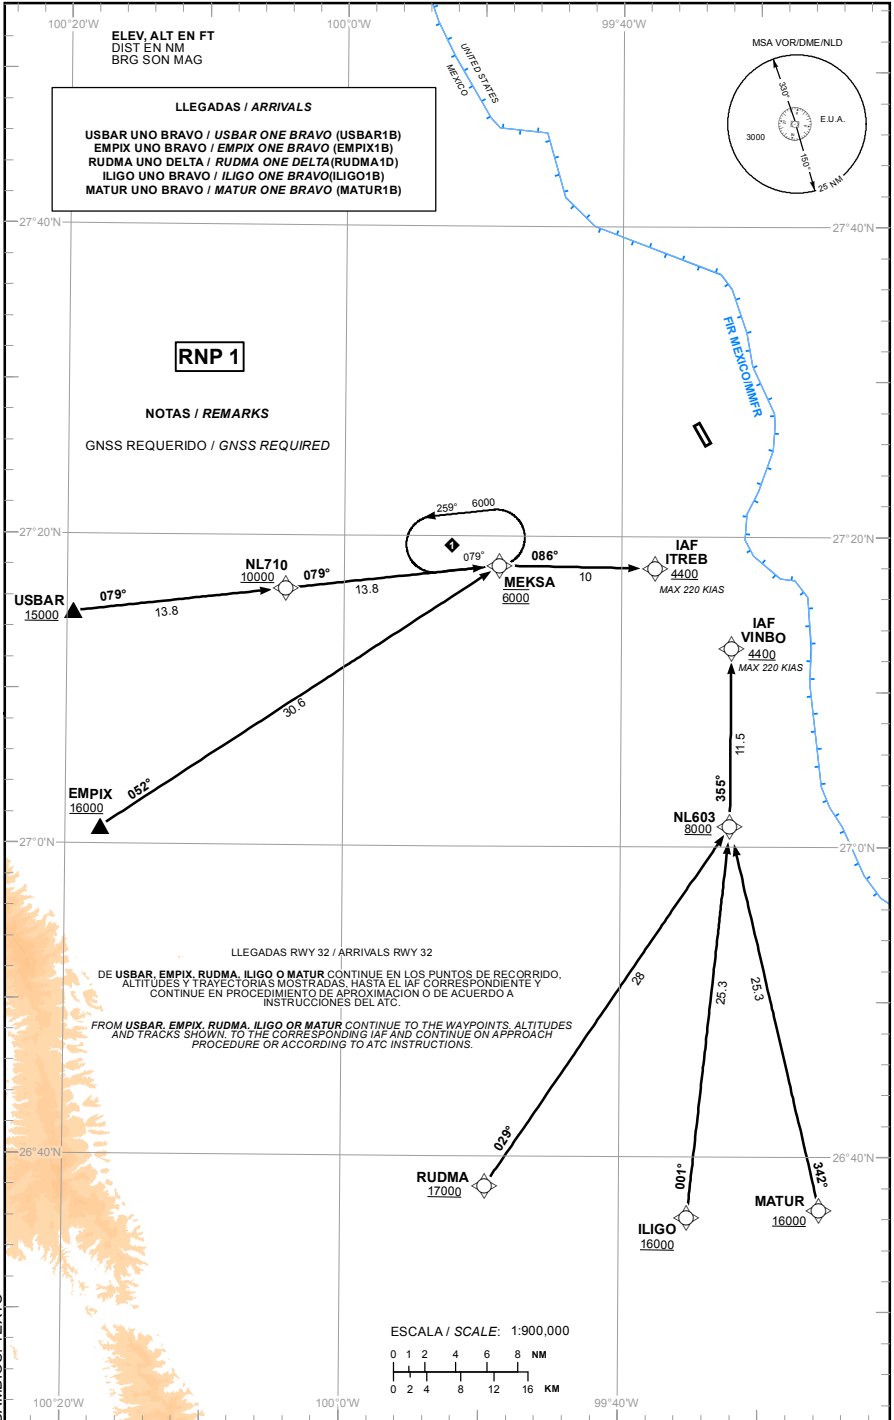 100°20'W
100°0'W
99°40'W
ELEV, ALT EN FT
DIST EN NM
BRG SON MAG
MSA VOR/DME/NLD
330°
3000
E.U.A.
150°
25 NM
UNITED STATES
MEXICO
LLEGADAS / ARRIVALS
USBAR UNO BRAVO / USBAR ONE BRAVO (USBAR1B)
EMPIX UNO BRAVO / EMPIX ONE BRAVO (EMPIX1B)
RUDMA UNO DELTA / RUDMA ONE DELTA(RUDMA1D)
ILIGO UNO BRAVO / ILIGO ONE BRAVO(ILIGO1B)
MATUR UNO BRAVO / MATUR ONE BRAVO (MATUR1B)
27°40'N
27°40'N
RNP 1
FIR MEXICO/MMFR
NOTAS / REMARKS
GNSS REQUERIDO / GNSS REQUIRED
27°20'N
27°20'N
259°
6000
1
079°
USBAR
15000
079°
13.8
NL710
10000
079°
13.8
MEKSA
6000
086°
10
IAF
ITREB
4400
MAX 220 KIAS
IAF
VINBO
4400
MAX 220 KIAS
11.5
355°
30.6
052°
EMPIX
16000
NL603
8000
27°0'N
27°0'N
LLEGADAS RWY 32 / ARRIVALS RWY 32
DE USBAR, EMPIX, RUDMA, ILIGO O MATUR CONTINUE EN LOS PUNTOS DE RECORRIDO,
ALTITUDES Y TRAYECTORIAS MOSTRADAS, HASTA EL IAF CORRESPONDIENTE Y
CONTINUE EN PROCEDIMIENTO DE APROXIMACION O DE ACUERDO A
INSTRUCCIONES DEL ATC.
FROM USBAR, EMPIX, RUDMA, ILIGO OR MATUR CONTINUE TO THE WAYPOINTS, ALTITUDES
AND TRACKS SHOWN, TO THE CORRESPONDING IAF AND CONTINUE ON APPROACH
PROCEDURE OR ACCORDING TO ATC INSTRUCTIONS.
28
25.3
25.3
029°
001°
342°
26°40'N
26°40'N
RUDMA
17000
ILIGO
16000
MATUR
16000
ESCALA / SCALE: 1:900,000
0 1 2 4 6 8 NM
0 2 4 8 12 16 KM
100°20'W
100°0'W
99°40'W